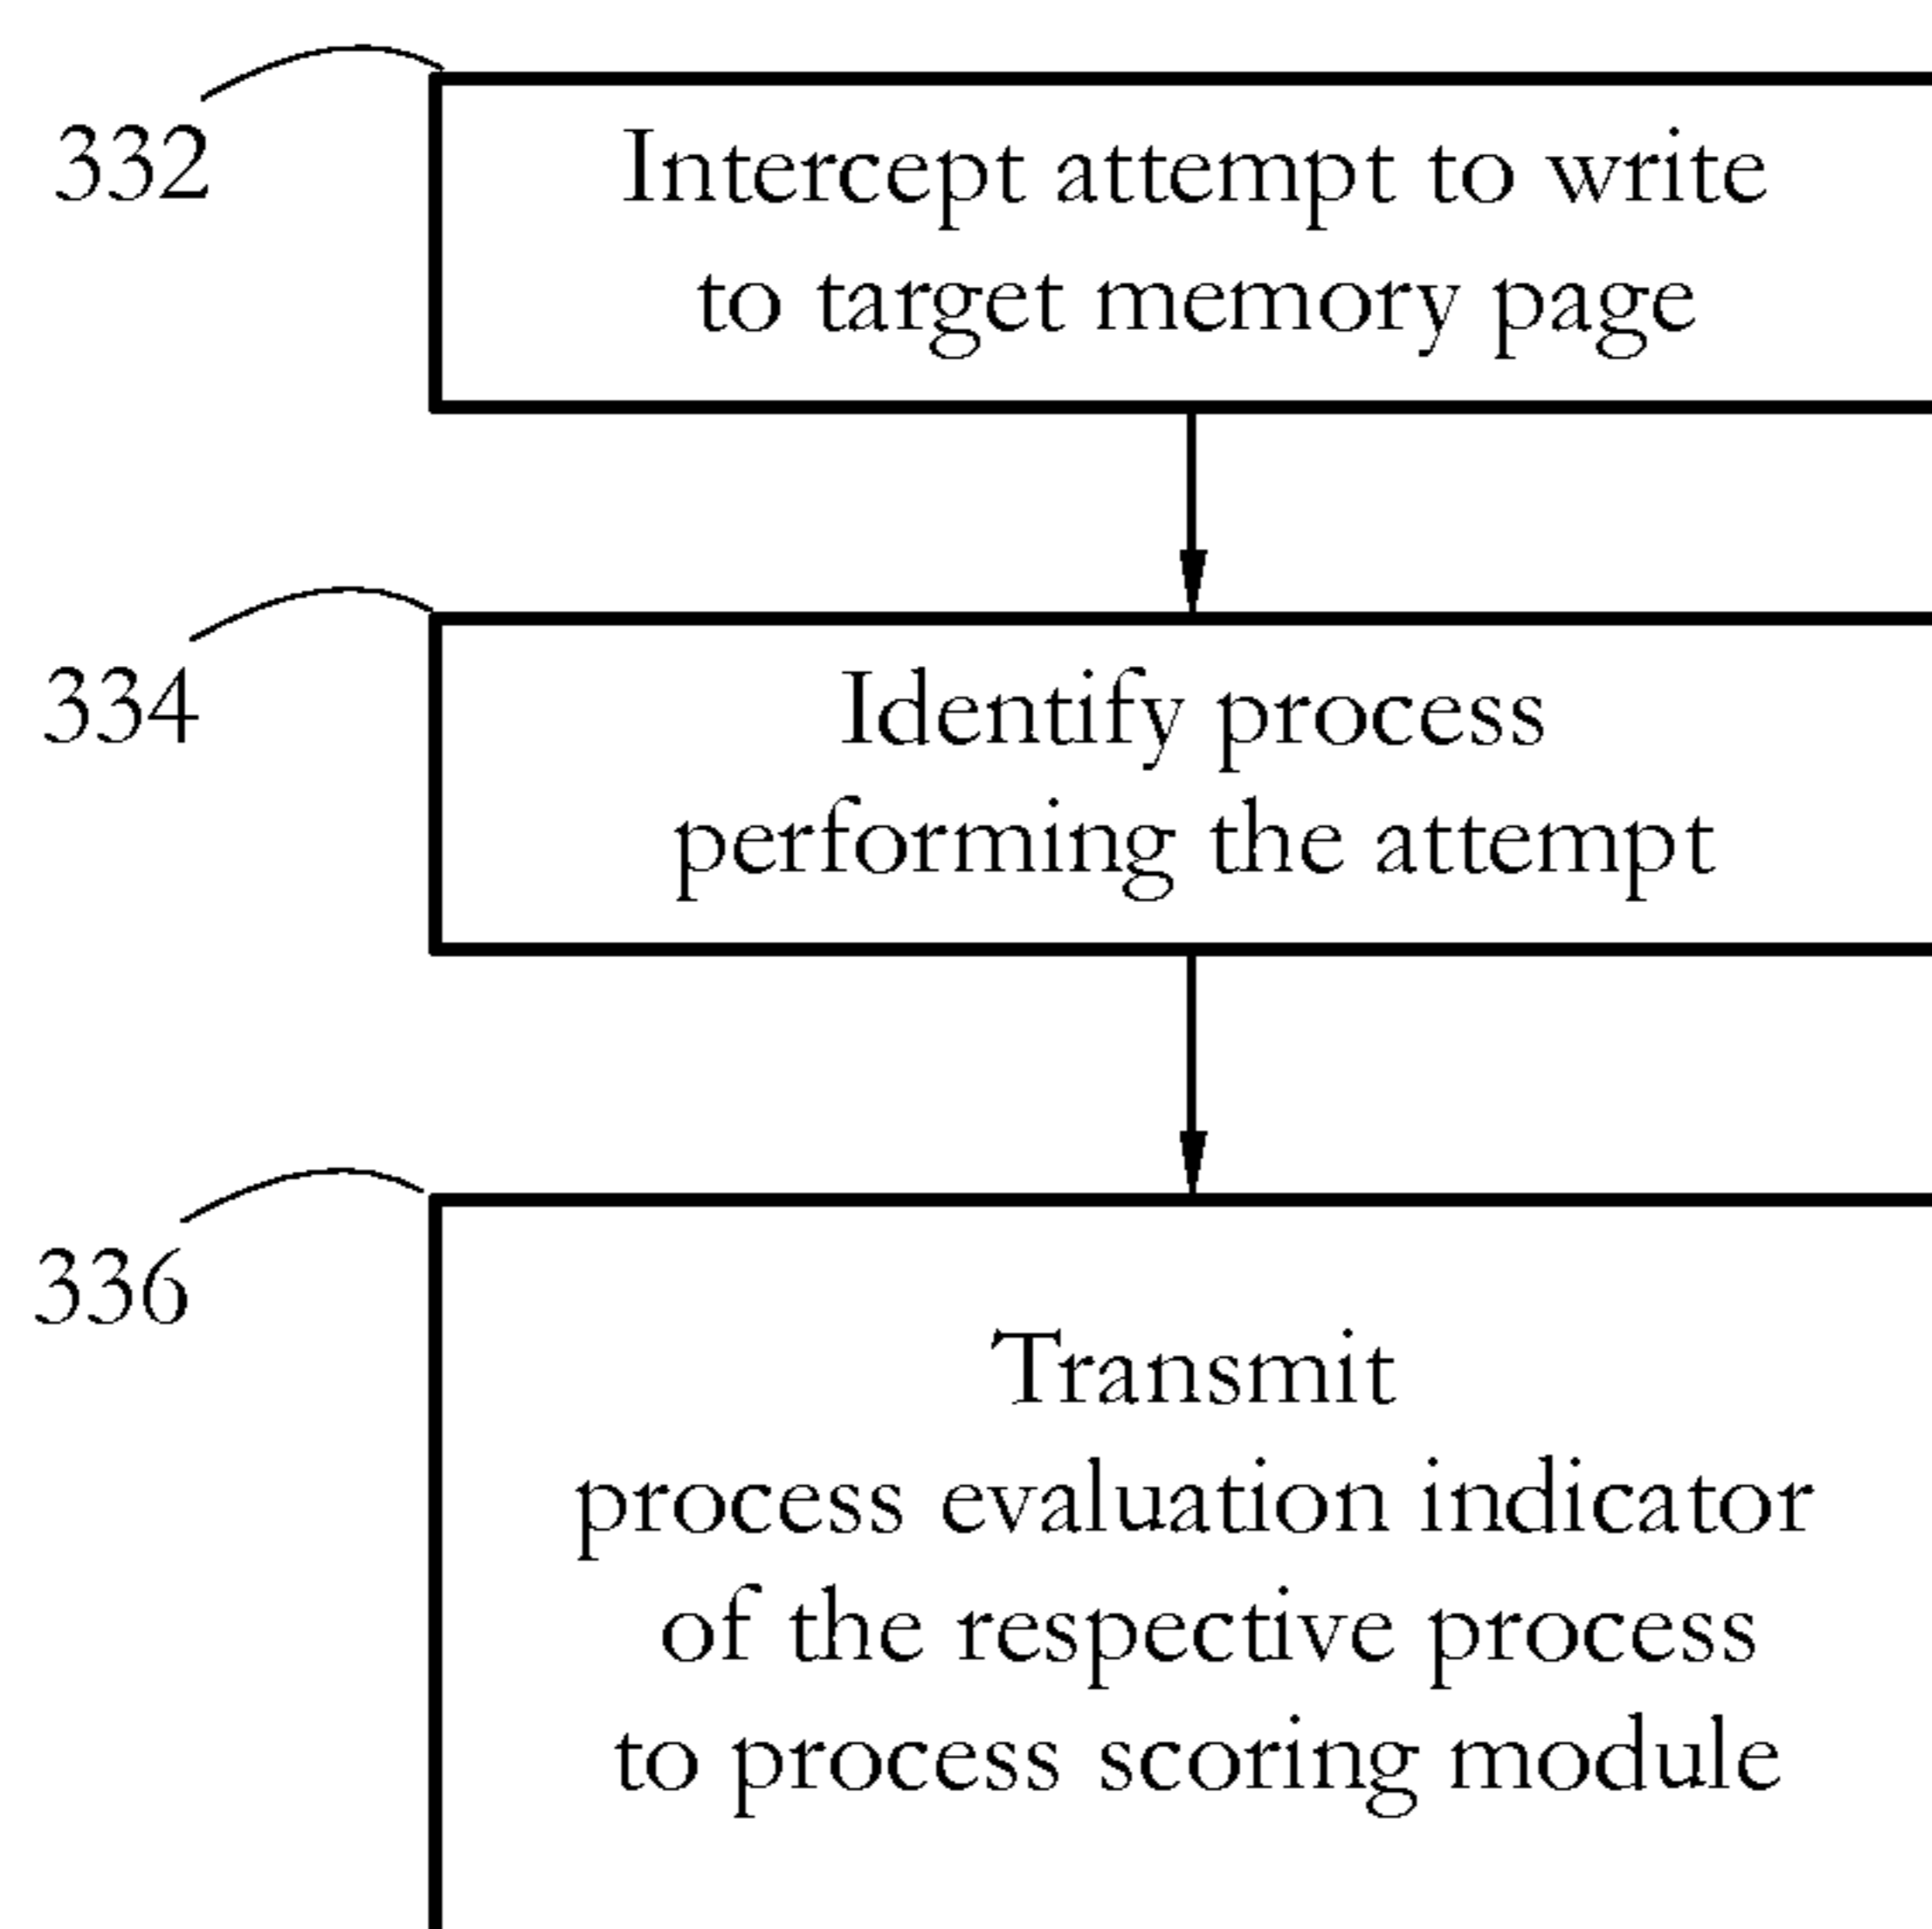 332
Intercept attempt to write
to target memory page
334
Identify process
performing the attempt
336
Transmit
process evaluation indicator
of the respective process
to process scoring module